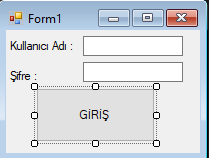 Form1
Kullanıcı Adı :
Şifre :
GİRİŞ